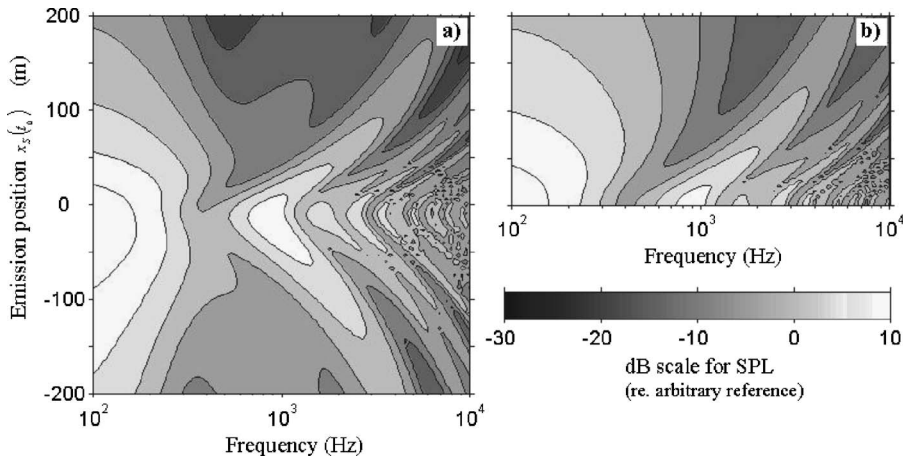 200
100
0
-100
-200
Emission position x_S(t_0) (m)
a)
10^2
10^3
10^4
Frequency (Hz)
b)
10^2
10^3
10^4
Frequency (Hz)
-30
-20
-10
0
10
dB scale for SPL
(re. arbitrary reference)